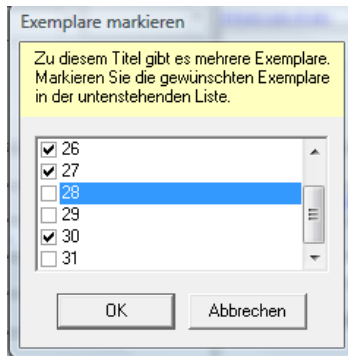 Exemplare markieren
Zu diesem Titel gibt es mehrere Exemplare.
Markieren Sie die gewünschten Exemplare
in der untenstehenden Liste.
26
27
28
29
30
31
OK
Abbrechen